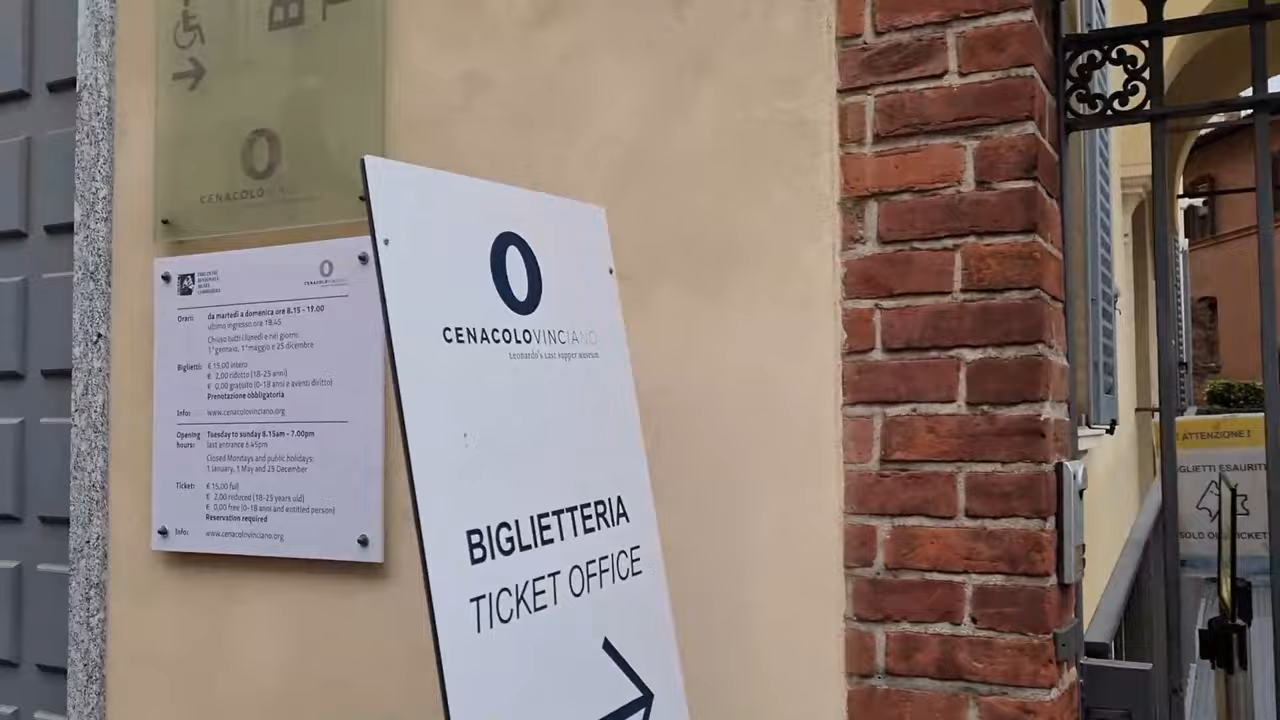 CENACOLO
da martedì a domenica ore 8.15 - 19.00
Orari:
ultimo ingresso ore 18.45
Chiuso tutti i lunedì e nei giorni:
1°gennaio, 1°maggio e 25 dicembre
Biglietti: € 15,00 intero
€ 2,00 ridotto (18-25 anni)
€ 0,00 gratuito (0-18 anni e aventi diritto)
Prenotazione obbligatoria
Info: www.cenacolovinciano.org
Opening Tuesday to sunday 8.15am - 7.00pm
hours: last entrance 6.45pm
Closed Mondays and public holidays:
1 January, 1 May and 25 December
Ticket: € 15,00 full
€ 2,00 reduced (18-25 years old)
€ 0,00 free (0-18 anni and entitled person)
Reservation required
Info: www.cenacolovinciano.org
CENACOLOVINCIANO
Leonardo's Last Supper Museum
BIGLIETTERIA
TICKET OFFICE
ATTENZIONE!
GLIETTI ESAURITI
SOLD OU TICKET